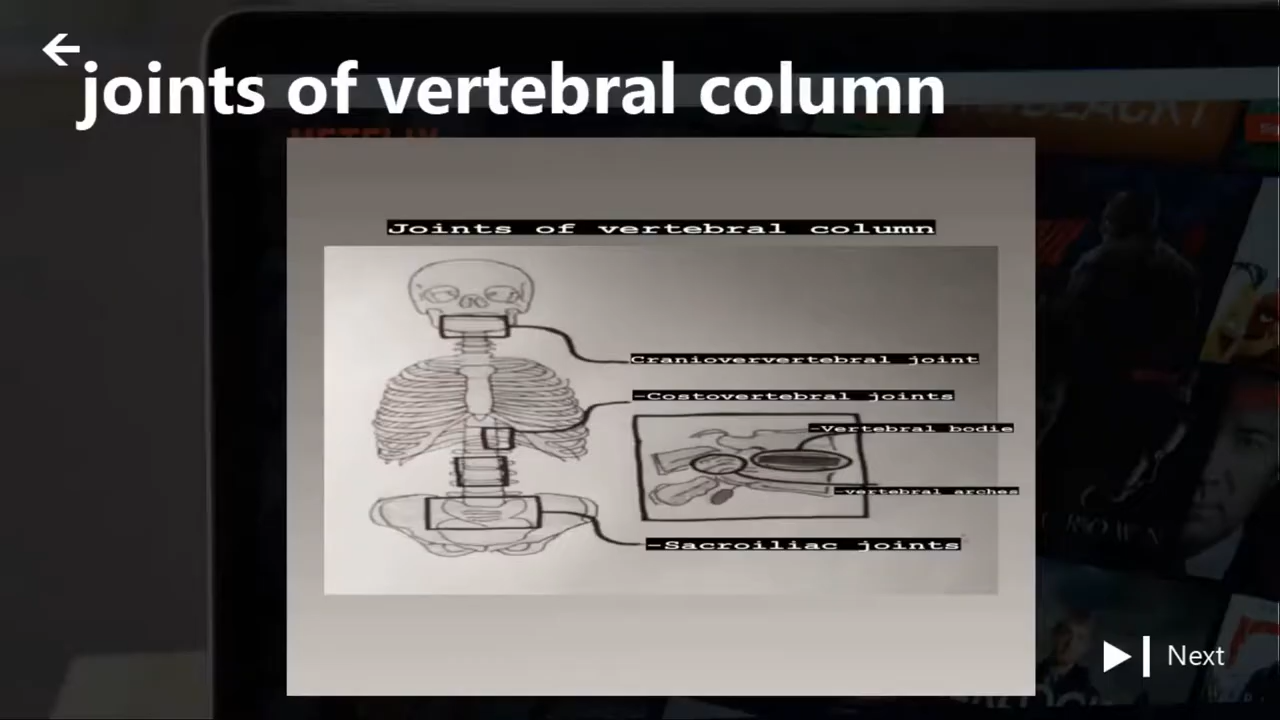 joints of vertebral column
Joints of vertebral column
Cranioververtebral joint
-Costovertebral joints
-Vertebral bodie
-vertebral arches
-Sacroiliac joints
Next